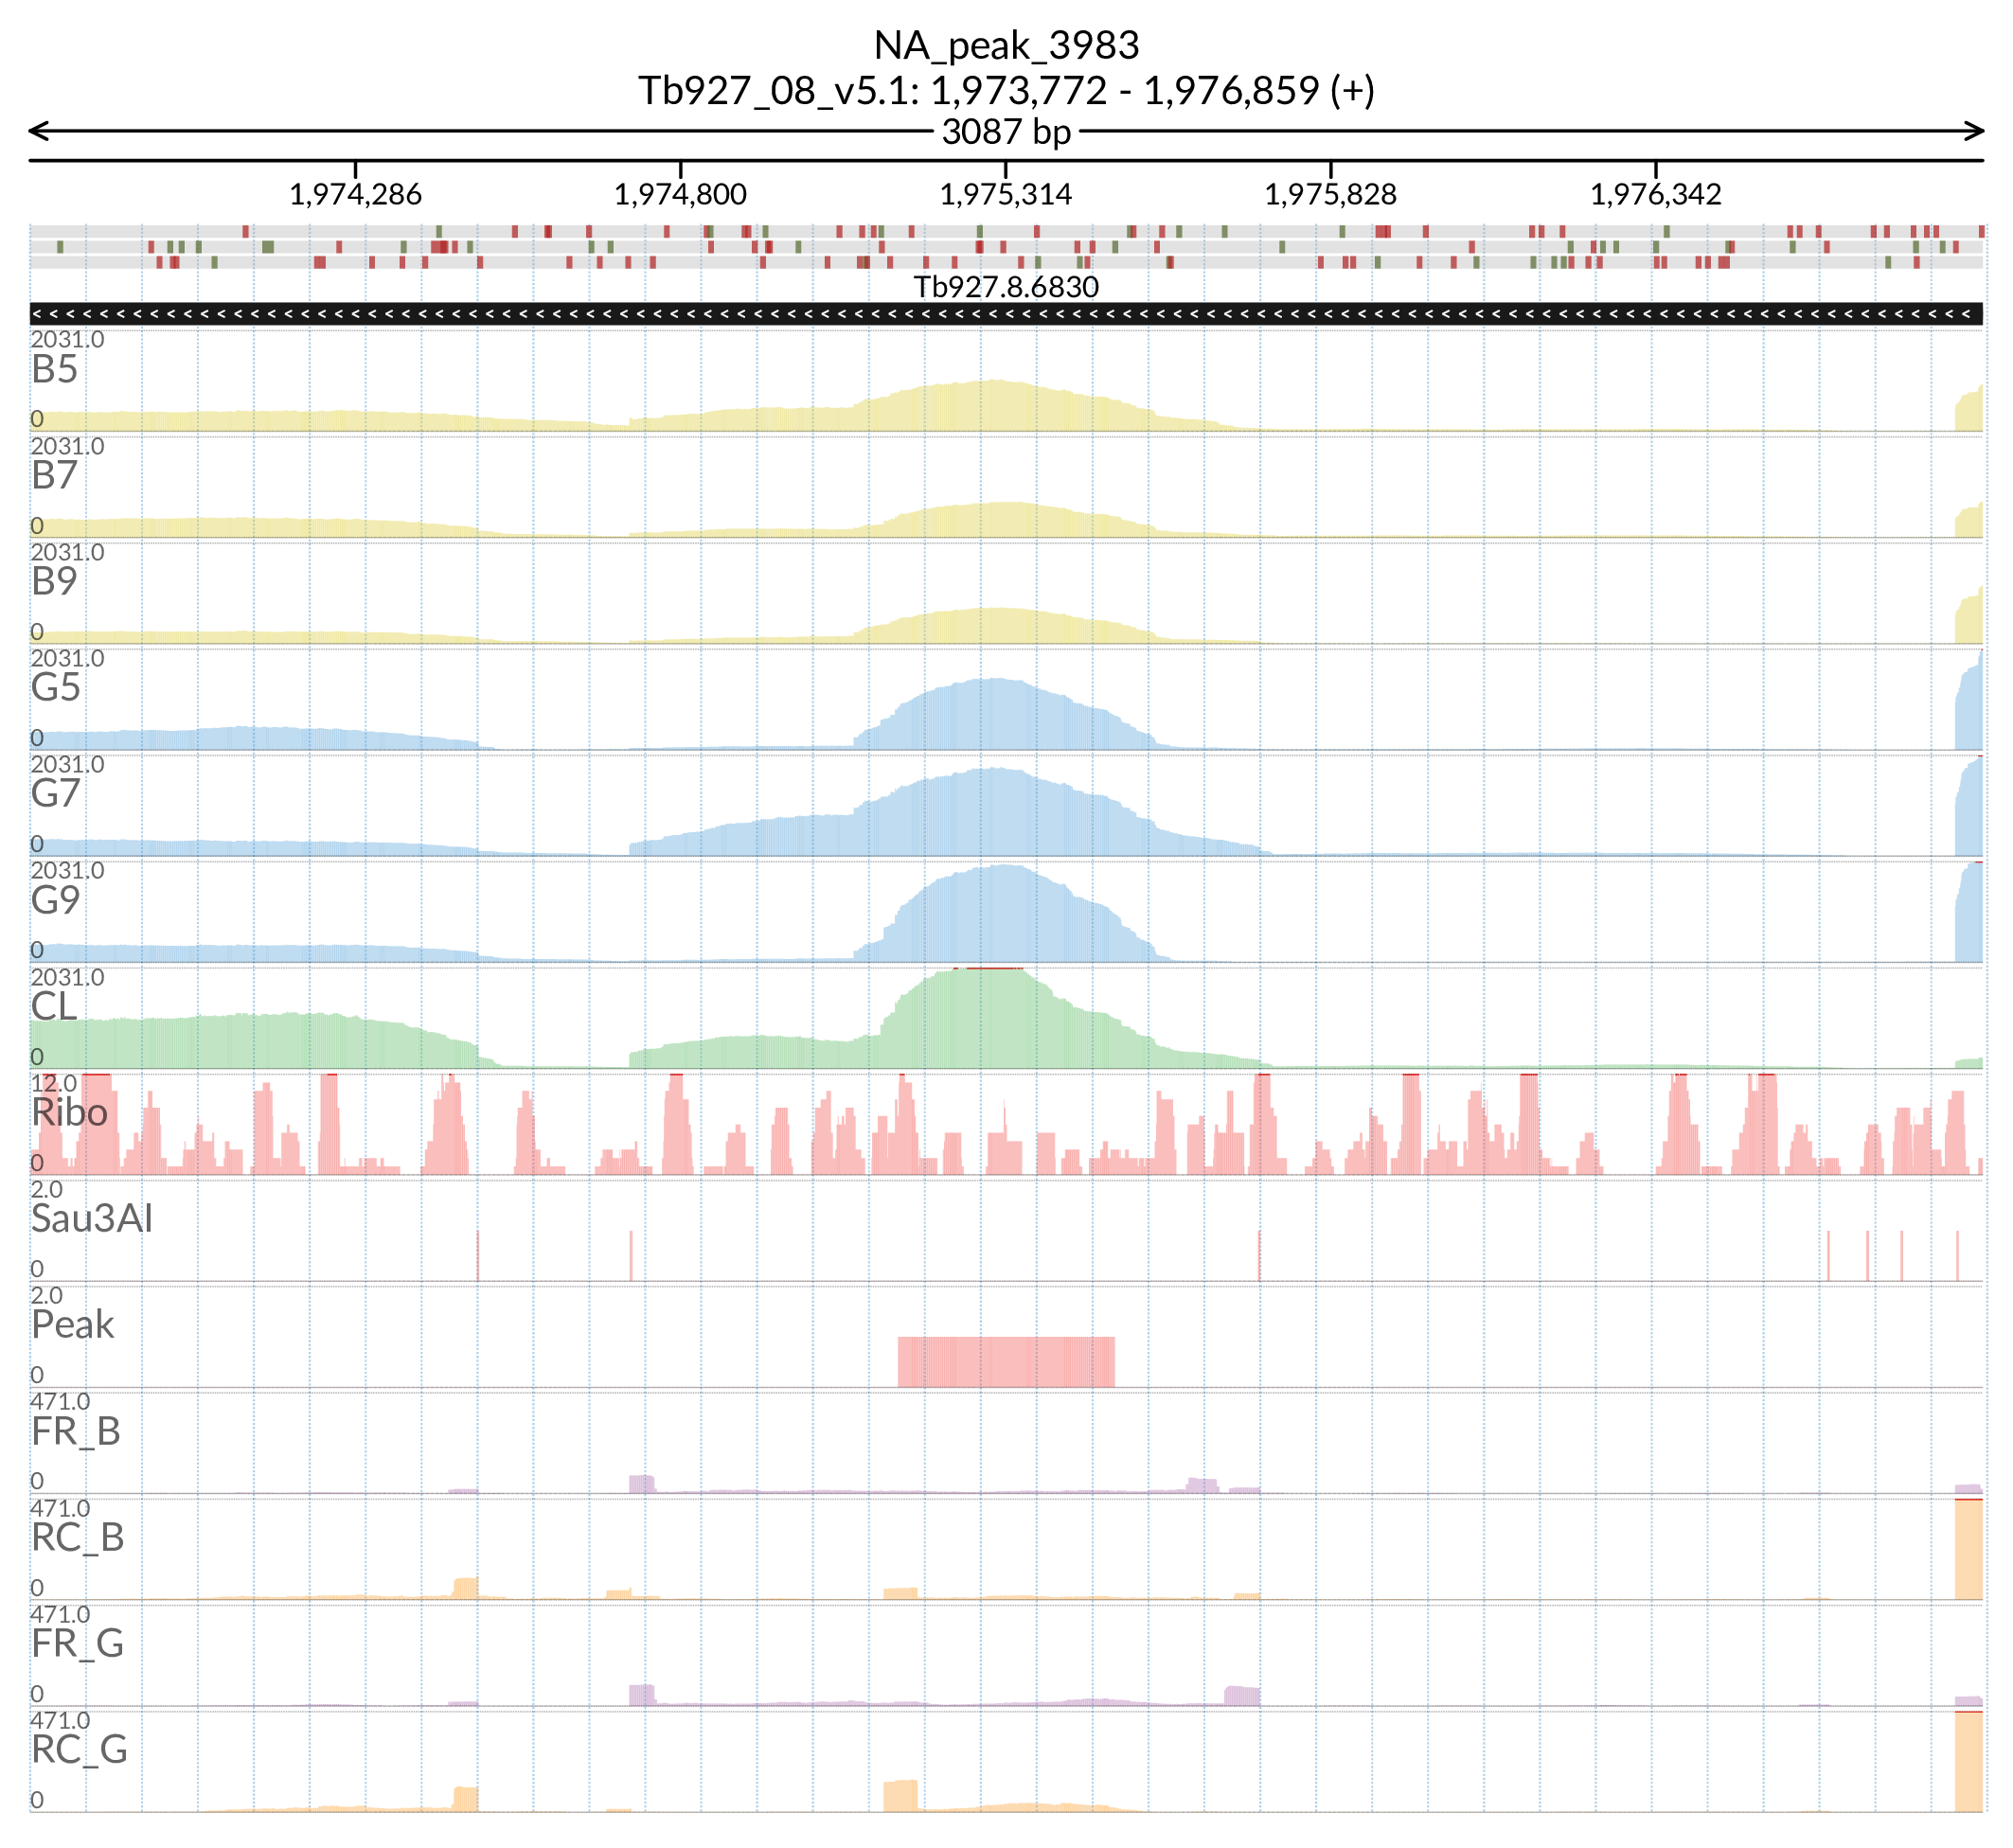 NA_peak_3983
Tb927_08_v5.1: 1,973,772 - 1,976,859 (+)
3087 bp
1,974,286 1,974,800 1,975,314 1,975,828 1,976,342
Tb927.8.6830
2031.0
B5
0
2031.0
B7
0
2031.0
B9
0
2031.0
G5
0
2031.0
G7
0
2031.0
G9
0
2031.0
CL
0
12.0
Ribo
0
2.0
Sau3AI
0
2.0
Peak
0
471.0
FR_B
0
471.0
RC_B
0
471.0
FR_G
0
471.0
RC_G
0